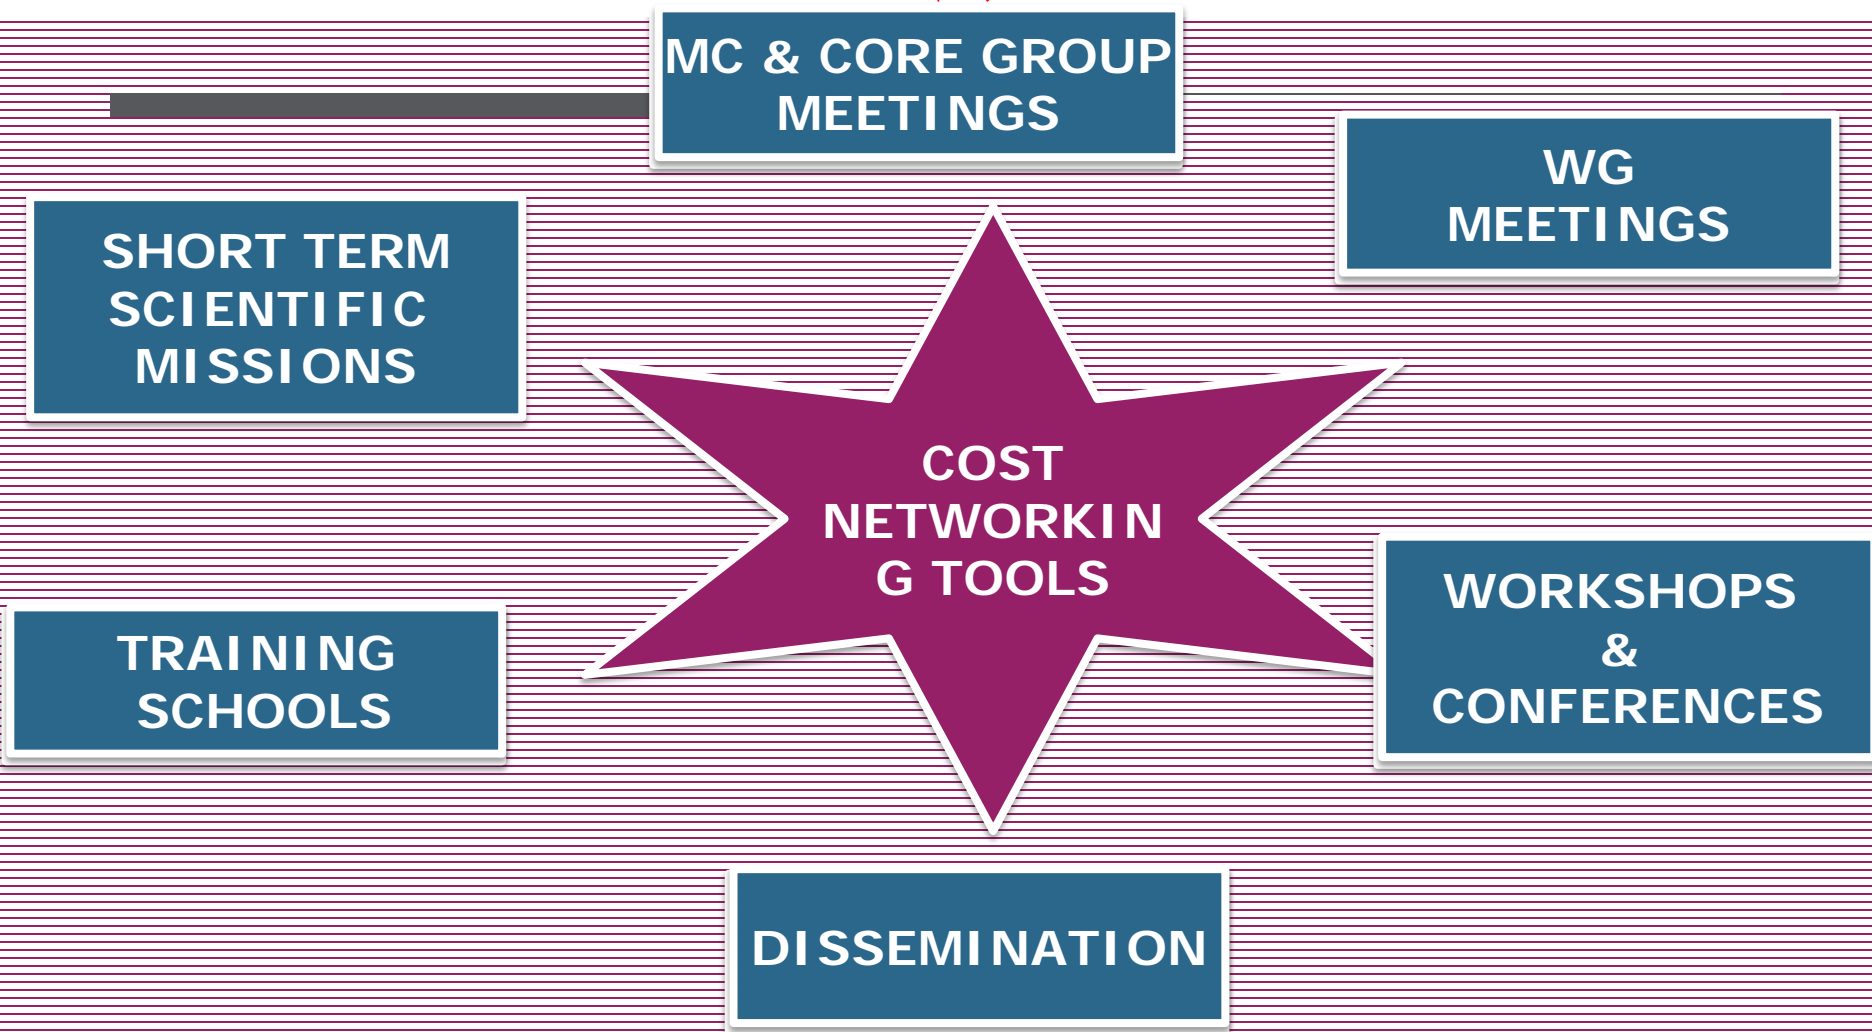 MC & CORE GROUP
MEETINGS
WG
MEETINGS
SHORT TERM
SCIENTIFIC
MISSIONS
COST
NETWORKIN
G TOOLS
WORKSHOPS
&
CONFERENCES
TRAINING
SCHOOLS
DISSEMINATION